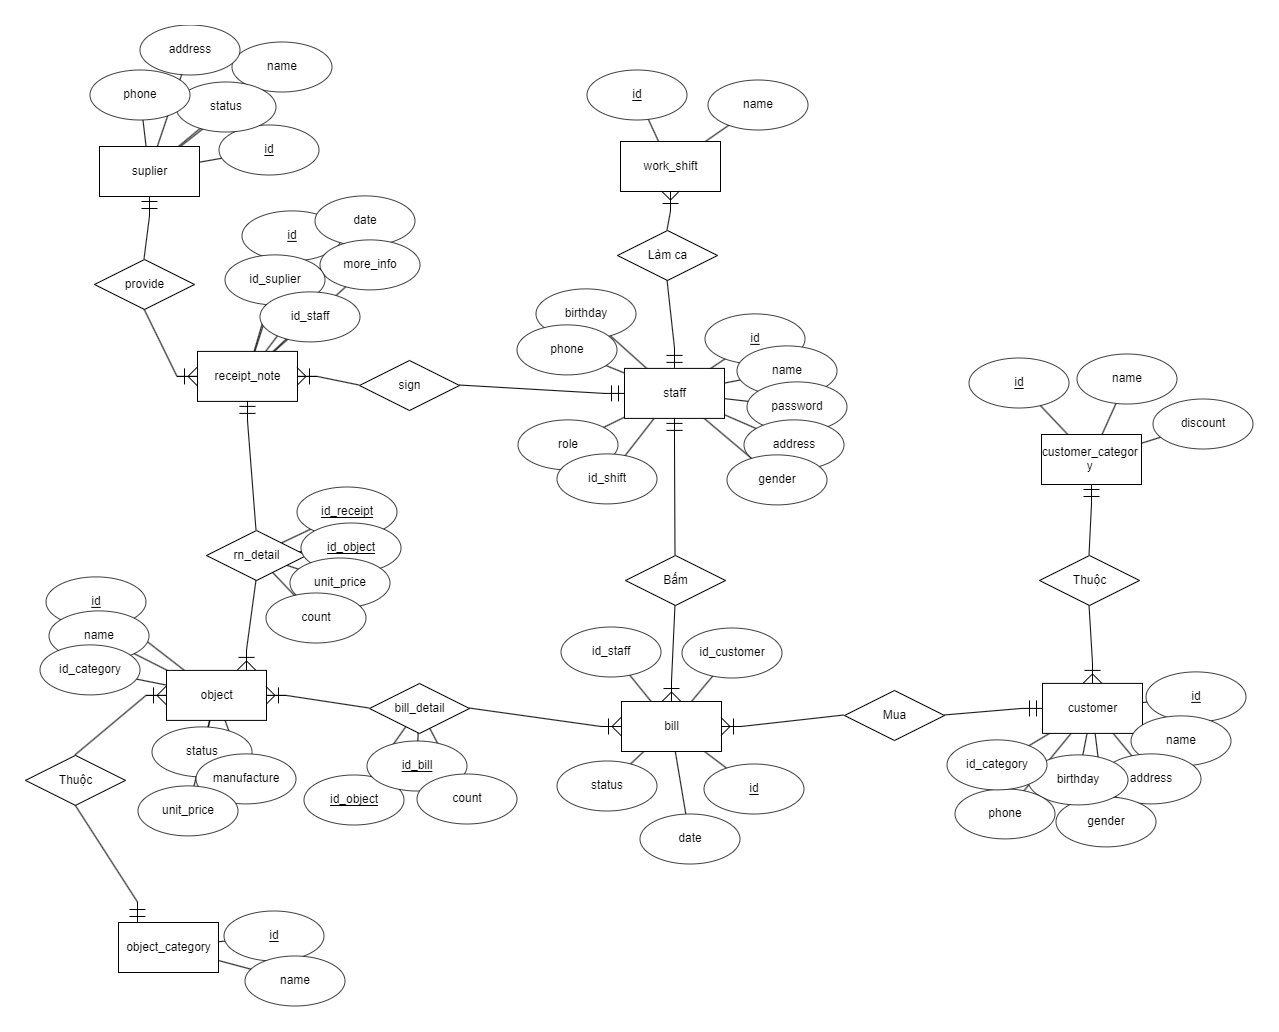 address
name
phone
status
id
suplier
id
name
work_shift
date
id
more_info
id_suplier
id_staff
Làm ca
provide
birthday
phone
id
name
password
address
gender
receipt_note
sign
staff
role
id_shift
id
name
discount
customer_categor
y
id_receipt
id_object
unit_price
count
rn_detail
Bấm
Thuộc
id
name
id_category
object
status
manufacture
unit_price
Thuộc
bill_detail
id_bill
id_object
count
id_staff
id_customer
bill
status
date
id
Mua
customer
id
name
id_category
birthday
address
phone
gender
object_category
id
name